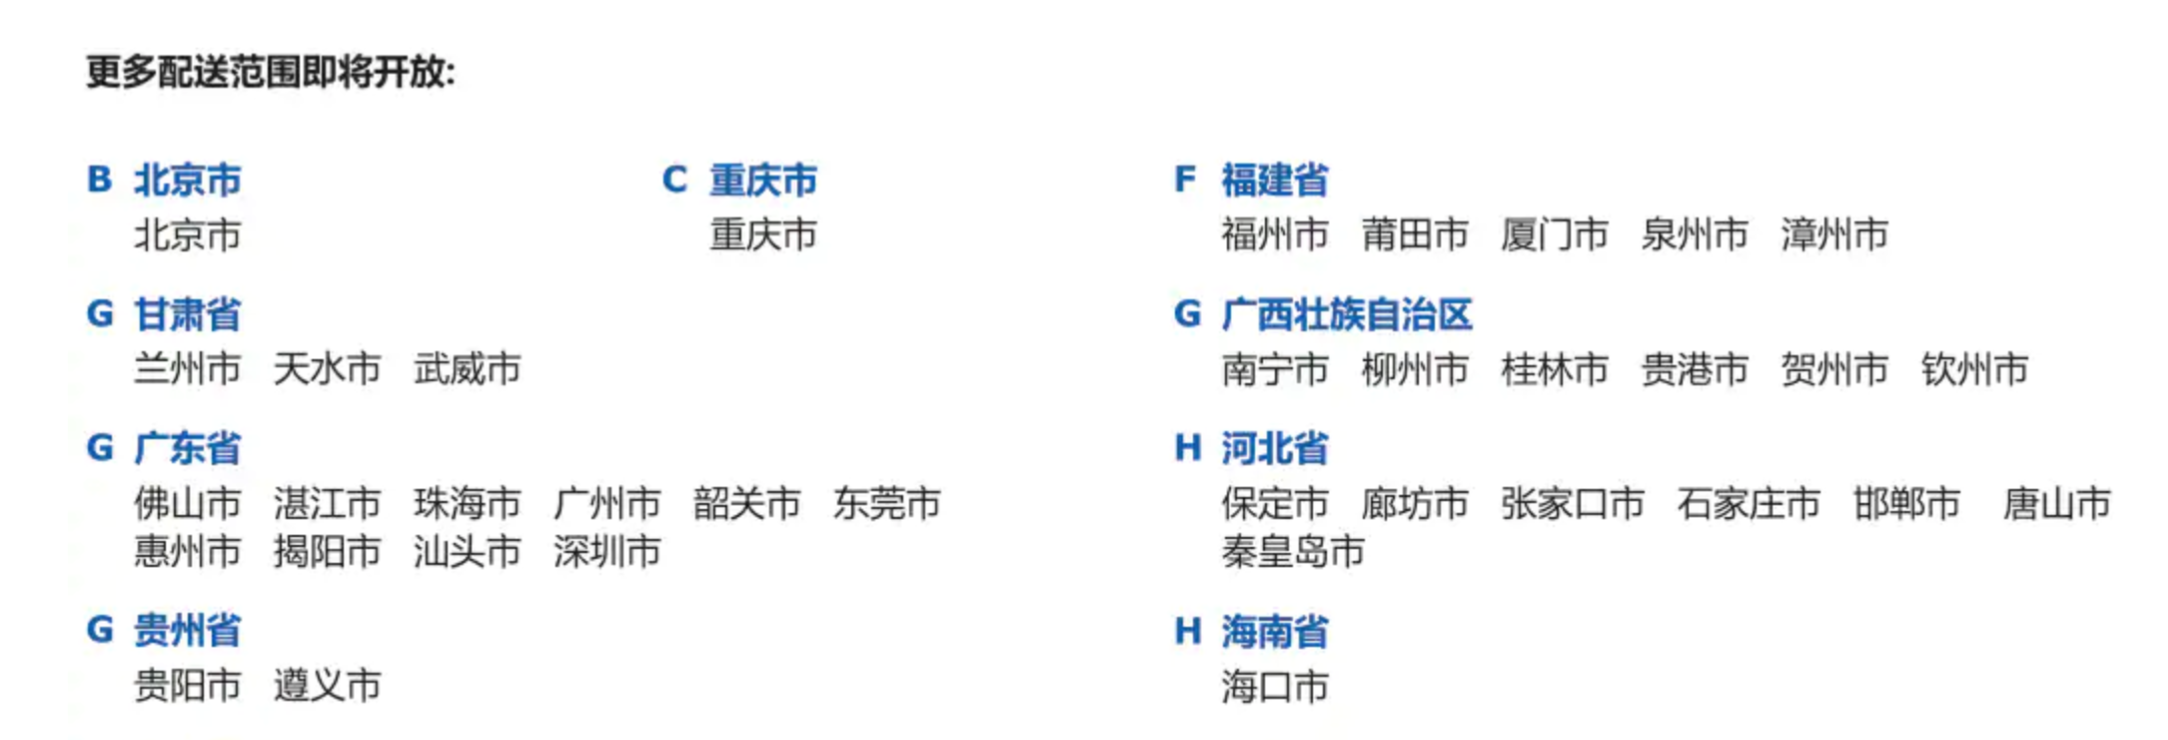 更多配送范围即将开放:
B 北京市
北京市
C 重庆市
重庆市
F 福建省
福州市 莆田市 厦门市 泉州市 漳州市
G 甘肃省
兰州市 天水市 武威市
G 广西壮族自治区
南宁市 柳州市 桂林市 贵港市 贺州市 钦州市
G 广东省
佛山市 湛江市 珠海市 广州市 韶关市 东莞市
惠州市 揭阳市 汕头市 深圳市
H 河北省
保定市 廊坊市 张家口市 石家庄市 邯郸市 唐山市
秦皇岛市
G 贵州省
贵阳市 遵义市
H 海南省
海口市